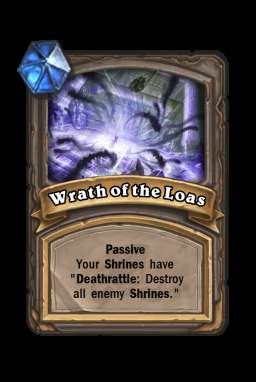 Wrath of the Loas
Passive
Your Shrines have
"Deathrattle: Destroy
all enemy Shrines."